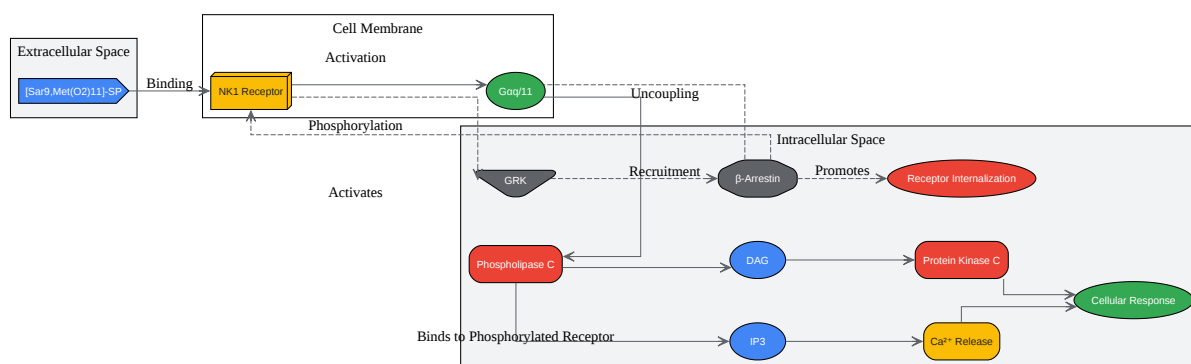 Cell Membrane
Extracellular Space
Activation
[Sar9,Met(O2)11]-SP
Binding
NK1 Receptor
Gαq/11
Uncoupling
Phosphorylation
Intracellular Space
GRK
Recruitment
β-Arrestin
Promotes
Receptor Internalization
Activates
Phospholipase C
DAG
Protein Kinase C
Cellular Response
Binds to Phosphorylated Receptor
IP3
Ca²⁺ Release